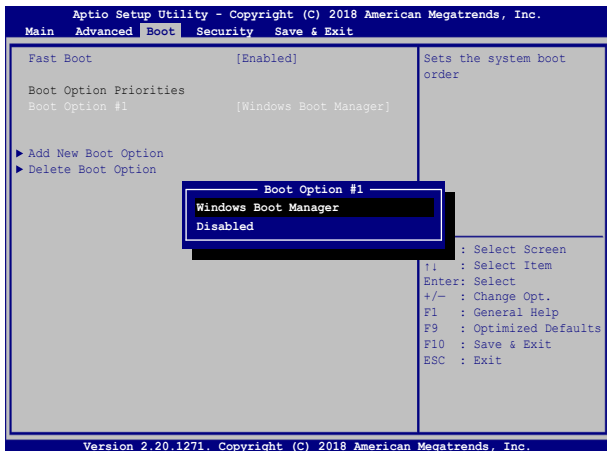 Aptio Setup Utility - Copyright (C) 2018 American Megatrends, Inc.
Main Advanced Boot Security Save & Exit
Fast Boot [Enabled]
Boot Option Priorities
Boot Option #1 [Windows Boot Manager]
▶ Add New Boot Option
▶ Delete Boot Option
Sets the system boot
order
Boot Option #1
Windows Boot Manager
Disabled
: Select Screen
↑↓ : Select Item
Enter: Select
+/— : Change Opt.
F1 : General Help
F9 : Optimized Defaults
F10 : Save & Exit
ESC : Exit
Version 2.20.1271. Copyright (C) 2018 American Megatrends, Inc.